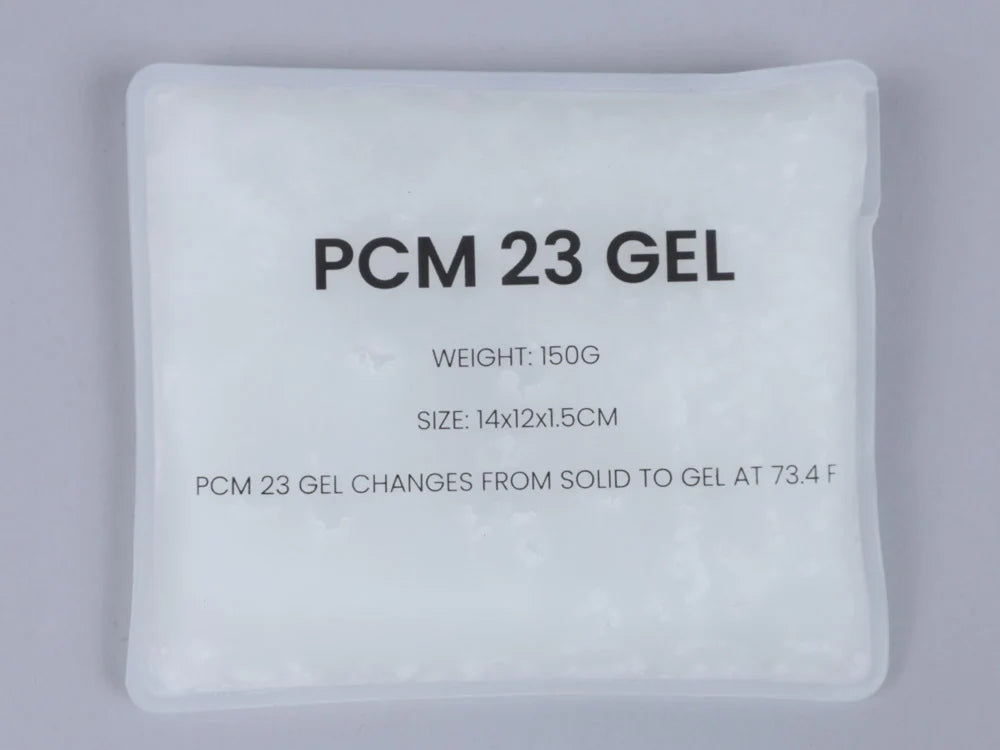 PCM 23 GEL
WEIGHT: 150G
SIZE: 14x12x1.5CM
PCM 23 GEL CHANGES FROM SOLID TO GEL AT 73.4 F